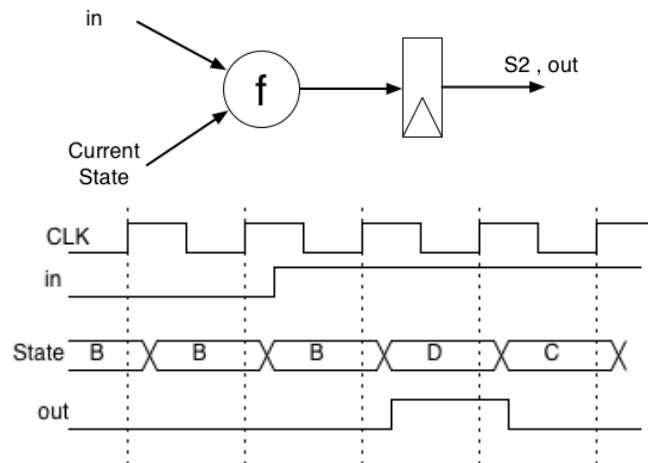 in
f
S2 , out
Current
State
CLK
in
State B B B D C
out